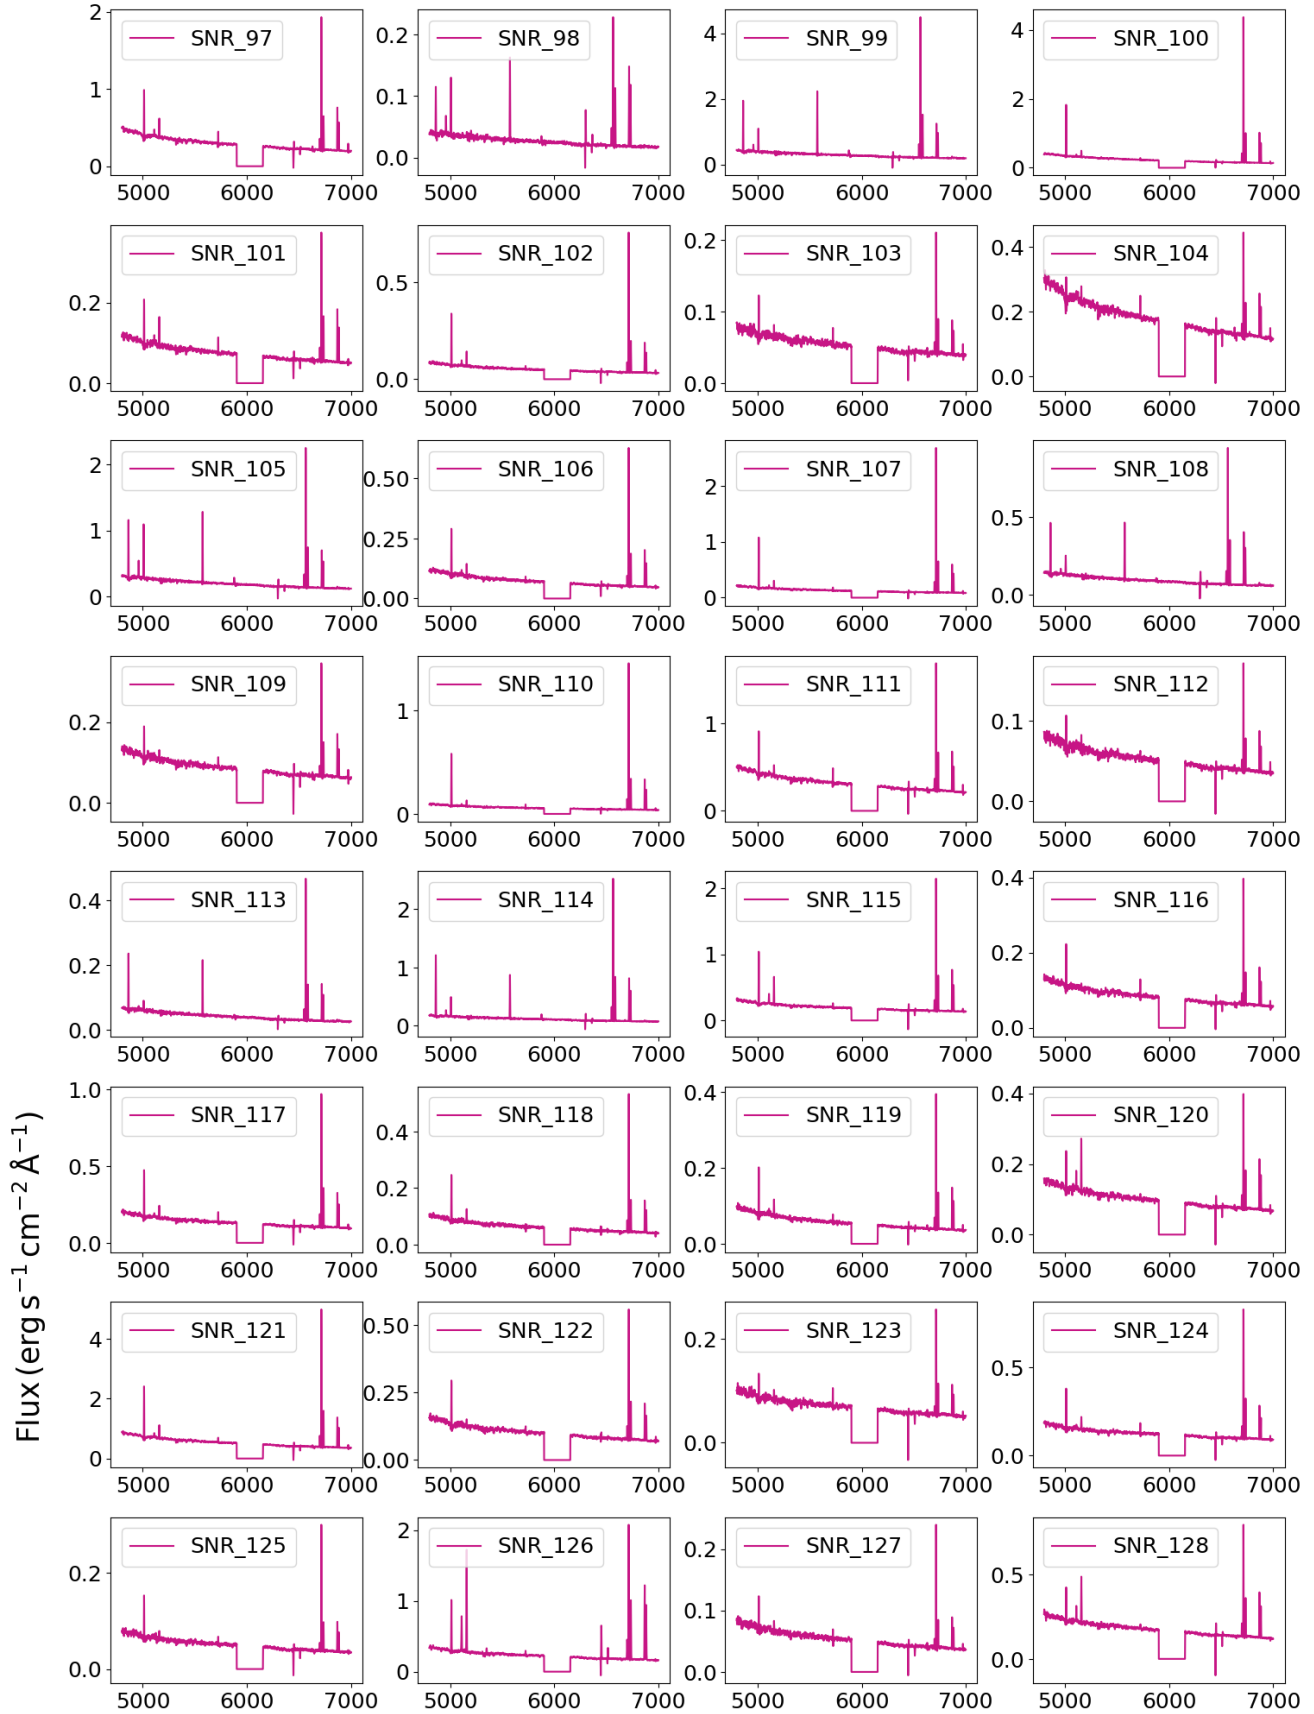 Flux (erg s⁻¹ cm⁻² Å⁻¹)
SNR_97
2
1
0
5000 6000 7000
SNR_98
0.2
0.1
0.0
5000 6000 7000
SNR_99
4
2
0
5000 6000 7000
SNR_100
4
2
0
5000 6000 7000
SNR_101
0.2
0.0
5000 6000 7000
SNR_102
0.5
0.0
5000 6000 7000
SNR_103
0.2
0.1
0.0
5000 6000 7000
SNR_104
0.4
0.2
0.0
5000 6000 7000
SNR_105
2
1
0
5000 6000 7000
SNR_106
0.50
0.25
0.00
5000 6000 7000
SNR_107
2
1
0
5000 6000 7000
SNR_108
0.5
0.0
5000 6000 7000
SNR_109
0.2
0.0
5000 6000 7000
SNR_110
1
0
5000 6000 7000
SNR_111
1
0
5000 6000 7000
SNR_112
0.1
0.0
5000 6000 7000
SNR_113
0.4
0.2
0.0
5000 6000 7000
SNR_114
2
1
0
5000 6000 7000
SNR_115
2
1
0
5000 6000 7000
SNR_116
0.4
0.2
0.0
5000 6000 7000
SNR_117
1.0
0.5
0.0
5000 6000 7000
SNR_118
0.4
0.2
0.0
5000 6000 7000
SNR_119
0.4
0.2
0.0
5000 6000 7000
SNR_120
0.4
0.2
0.0
5000 6000 7000
SNR_121
4
2
0
5000 6000 7000
SNR_122
0.50
0.25
0.00
5000 6000 7000
SNR_123
0.2
0.0
5000 6000 7000
SNR_124
0.5
0.0
5000 6000 7000
SNR_125
0.2
0.0
5000 6000 7000
SNR_126
2
1
0
5000 6000 7000
SNR_127
0.2
0.1
0.0
5000 6000 7000
SNR_128
0.5
0.0
5000 6000 7000